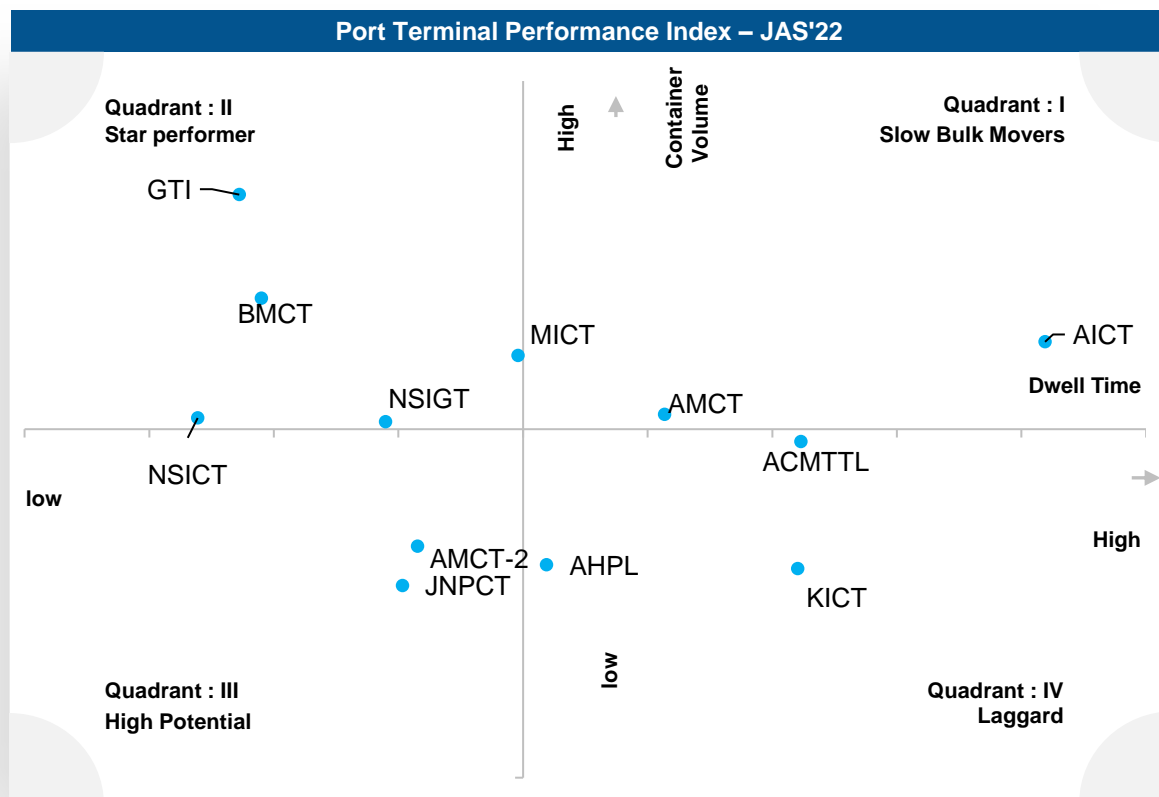 Port Terminal Performance Index – JAS'22
Quadrant : II
Star performer
High
Container
Volume
Quadrant : I
Slow Bulk Movers
GTI
BMCT
MICT
AICT
Dwell Time
NSIGT
AMCT
NSICT
ACMTTL
low
High
AMCT-2
AHPL
JNPCT
KICT
low
Quadrant : III
High Potential
Quadrant : IV
Laggard